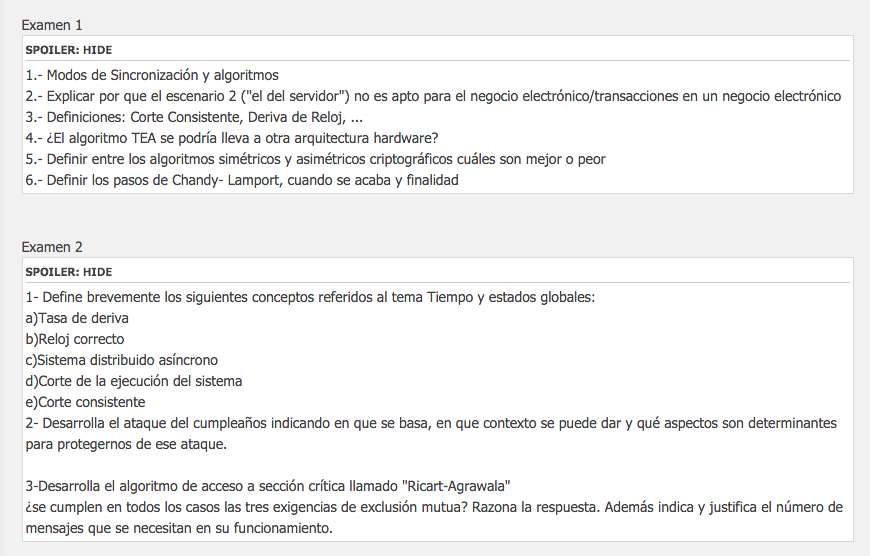 Examen 1
SPOILER: HIDE
1.- Modos de Sincronización y algoritmos
2.- Explicar por que el escenario 2 ("el del servidor") no es apto para el negocio electrónico/transacciones en un negocio electrónico
3.- Definiciones: Corte Consistente, Deriva de Reloj, ...
4.- ¿El algoritmo TEA se podría lleva a otra arquitectura hardware?
5.- Definir entre los algoritmos simétricos y asimétricos criptográficos cuáles son mejor o peor
6.- Definir los pasos de Chandy- Lamport, cuando se acaba y finalidad
Examen 2
SPOILER: HIDE
1- Define brevemente los siguientes conceptos referidos al tema Tiempo y estados globales:
a)Tasa de deriva
b)Reloj correcto
c)Sistema distribuido asíncrono
d)Corte de la ejecución del sistema
e)Corte consistente
2- Desarrolla el ataque del cumpleaños indicando en que se basa, en que contexto se puede dar y qué aspectos son determinantes
para protegernos de ese ataque.
3-Desarrolla el algoritmo de acceso a sección crítica llamado "Ricart-Agrawala"
¿se cumplen en todos los casos las tres exigencias de exclusión mutua? Razona la respuesta. Además indica y justifica el número de
mensajes que se necesitan en su funcionamiento.